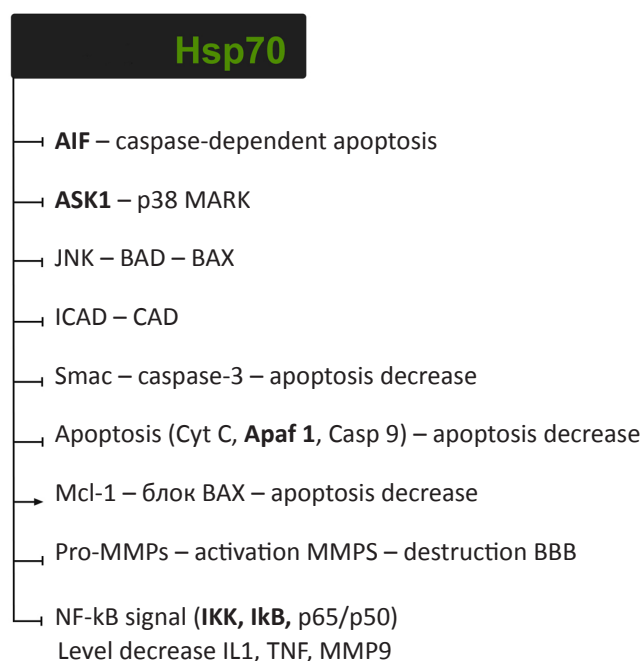 Hsp70
AIF – caspase-dependent apoptosis
ASK1 – p38 MARK
JNK – BAD – BAX
ICAD – CAD
Smac – caspase-3 – apoptosis decrease
Apoptosis (Cyt C, Apaf 1, Casp 9) – apoptosis decrease
Mcl-1 – блок BAX – apoptosis decrease
Pro-MMPs – activation MMPS – destruction BBB
NF-kB signal (IKK, IkB, p65/p50)
Level decrease IL1, TNF, MMP9